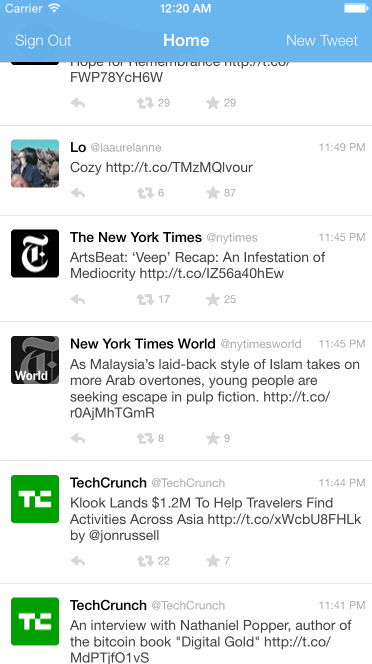 Carrier 12:20 AM
Sign Out Home New Tweet
Hope for Remembrance http://t.co/
FWP78YcH6W
29 29
Lo @laaurelanne 11:49 PM
Cozy http://t.co/TMzMQlvour
6 87
The New York Times @nytimes 11:45 PM
ArtsBeat: ‘Veep’ Recap: An Infestation of
Mediocrity http://t.co/IZ56a40hEw
17 25
New York Times World @nytimesworld 11:45 PM
World
As Malaysia’s laid-back style of Islam takes on
more Arab overtones, young people are
seeking escape in pulp fiction. http://t.co/
r0AjMhTGmR
8 9
TechCrunch @TechCrunch 11:44 PM
Klook Lands $1.2M To Help Travelers Find
Activities Across Asia http://t.co/xWcbU8FHLk
by @jonrussell
22 7
TechCrunch @TechCrunch 11:41 PM
An interview with Nathaniel Popper, author of
the bitcoin book "Digital Gold" http://t.co/
MdPTjfO1vS